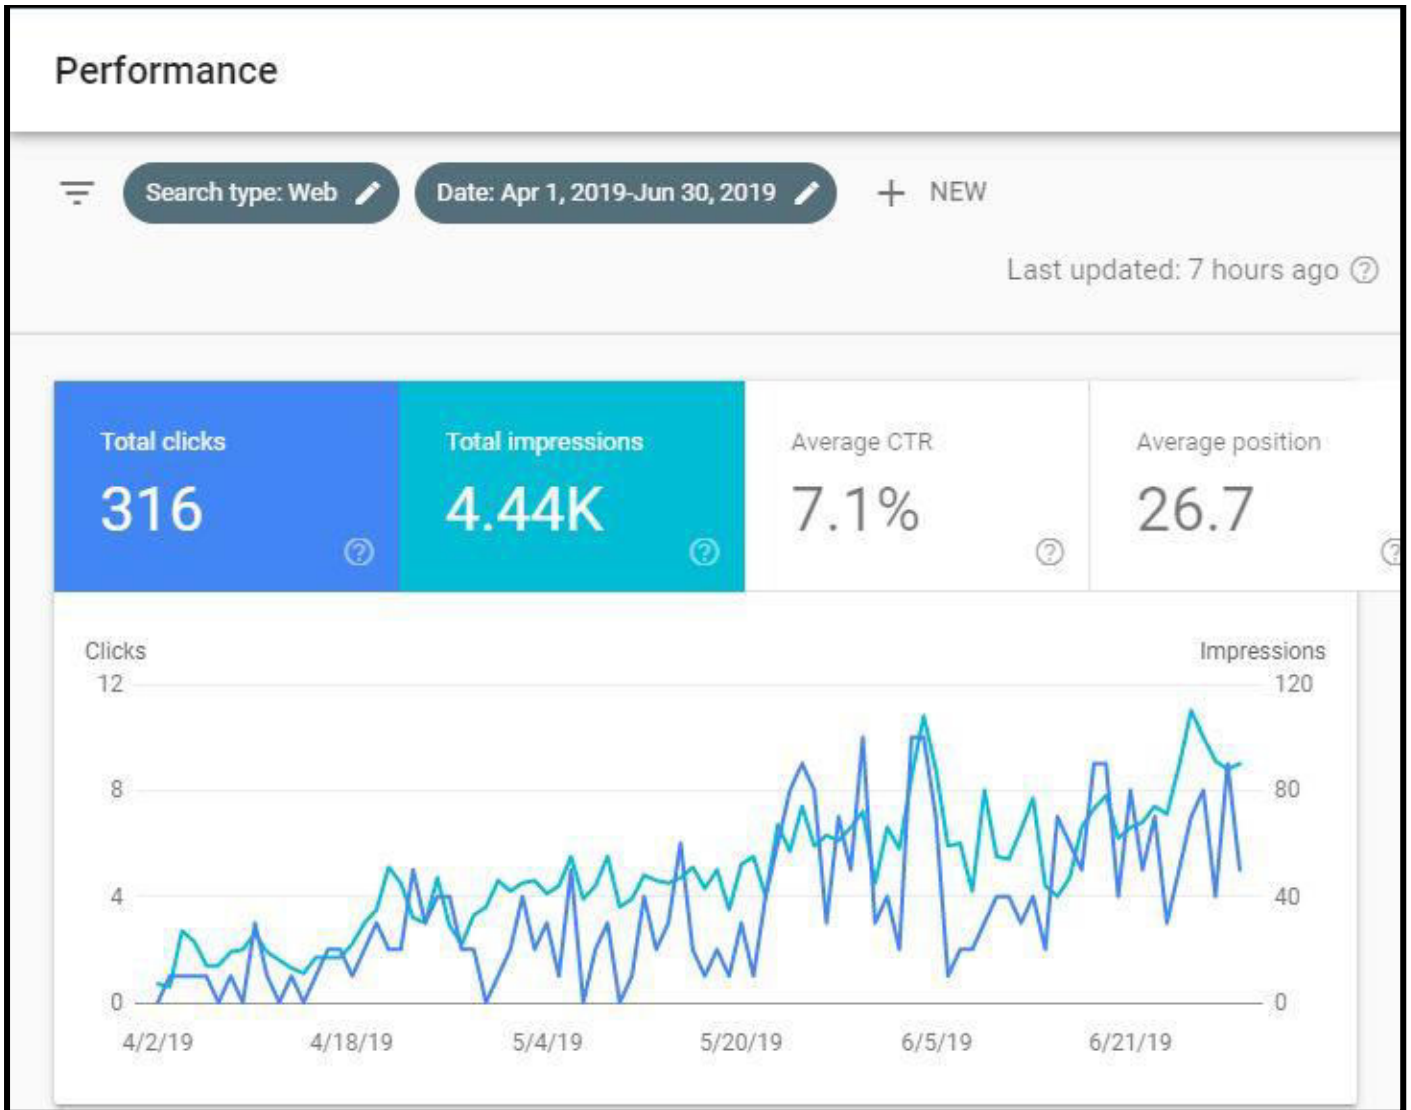 Performance
Search type: Web
Date: Apr 1, 2019-Jun 30, 2019
+ NEW
Last updated: 7 hours ago
Total clicks
316
Total impressions
4.44K
Average CTR
7.1%
Average position
26.7
Clicks
Impressions
12
120
8
80
4
40
0
0
4/2/19
4/18/19
5/4/19
5/20/19
6/5/19
6/21/19